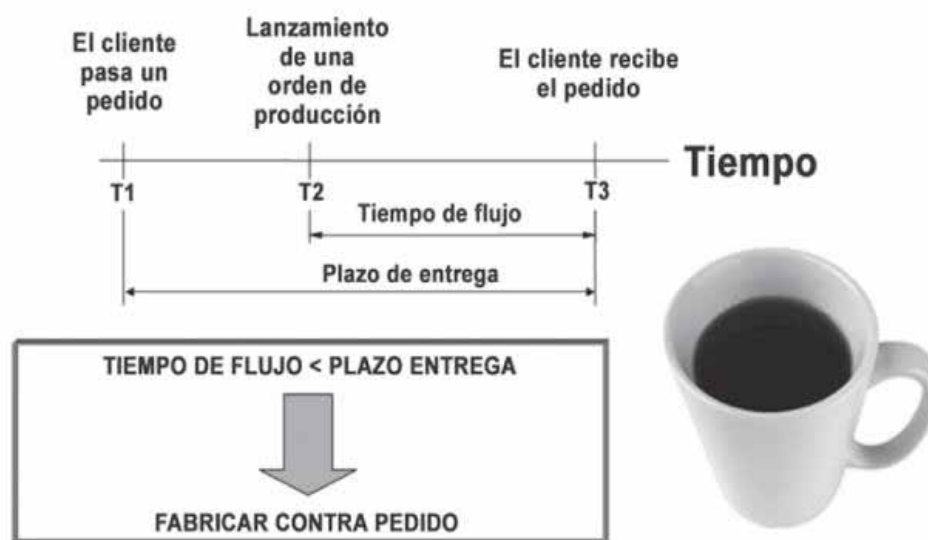 El cliente
pasa un
pedido
Lanzamiento
de una
orden de
producción
El cliente recibe
el pedido
Tiempo
T1
T2
T3
Tiempo de flujo
Plazo de entrega
TIEMPO DE FLUJO < PLAZO ENTREGA
FABRICAR CONTRA PEDIDO